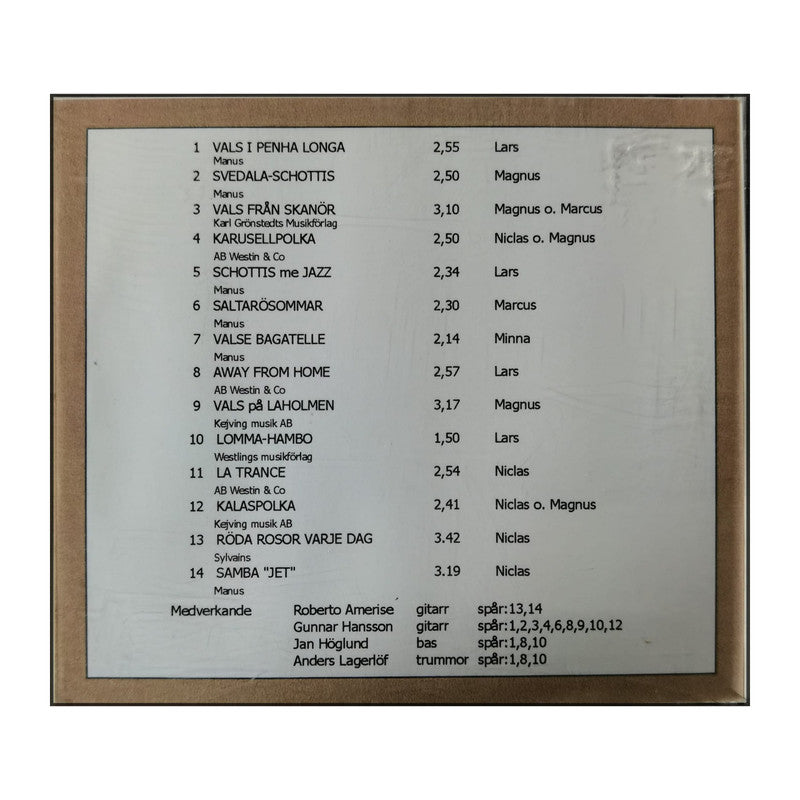 1 VALS I PENHA LONGA 2,55 Lars
Manus
2 SVEDALA-SCHOTTIS 2,50 Magnus
Manus
3 VALS FRÅN SKANÖR 3,10 Magnus o. Marcus
Karl Grönstedts Musikförlag
4 KARUSELLPOLKA 2,50 Niclas o. Magnus
AB Westin & Co
5 SCHOTTIS me JAZZ 2,34 Lars
Manus
6 SALTARÖSOMMAR 2,30 Marcus
Manus
7 VALSE BAGATELLE 2,14 Minna
Manus
8 AWAY FROM HOME 2,57 Lars
AB Westin & Co
9 VALS på LAHOLMEN 3,17 Magnus
Kejving musik AB
10 LOMMA-HAMBO 1,50 Lars
Westlings musikförlag
11 LA TRANCE 2,54 Niclas
AB Westin & Co
12 KALASPOLKA 2,41 Niclas o. Magnus
Kejving musik AB
13 RÖDA ROSOR VARJE DAG 3.42 Niclas
Sylvains
14 SAMBA "JET" 3.19 Niclas
Manus
Medverkande Roberto Amerise gitarr spår:13,14
Gunnar Hansson gitarr spår:1,2,3,4,6,8,9,10,12
Jan Höglund bas spår:1,8,10
Anders Lagerlöf trummor spår:1,8,10